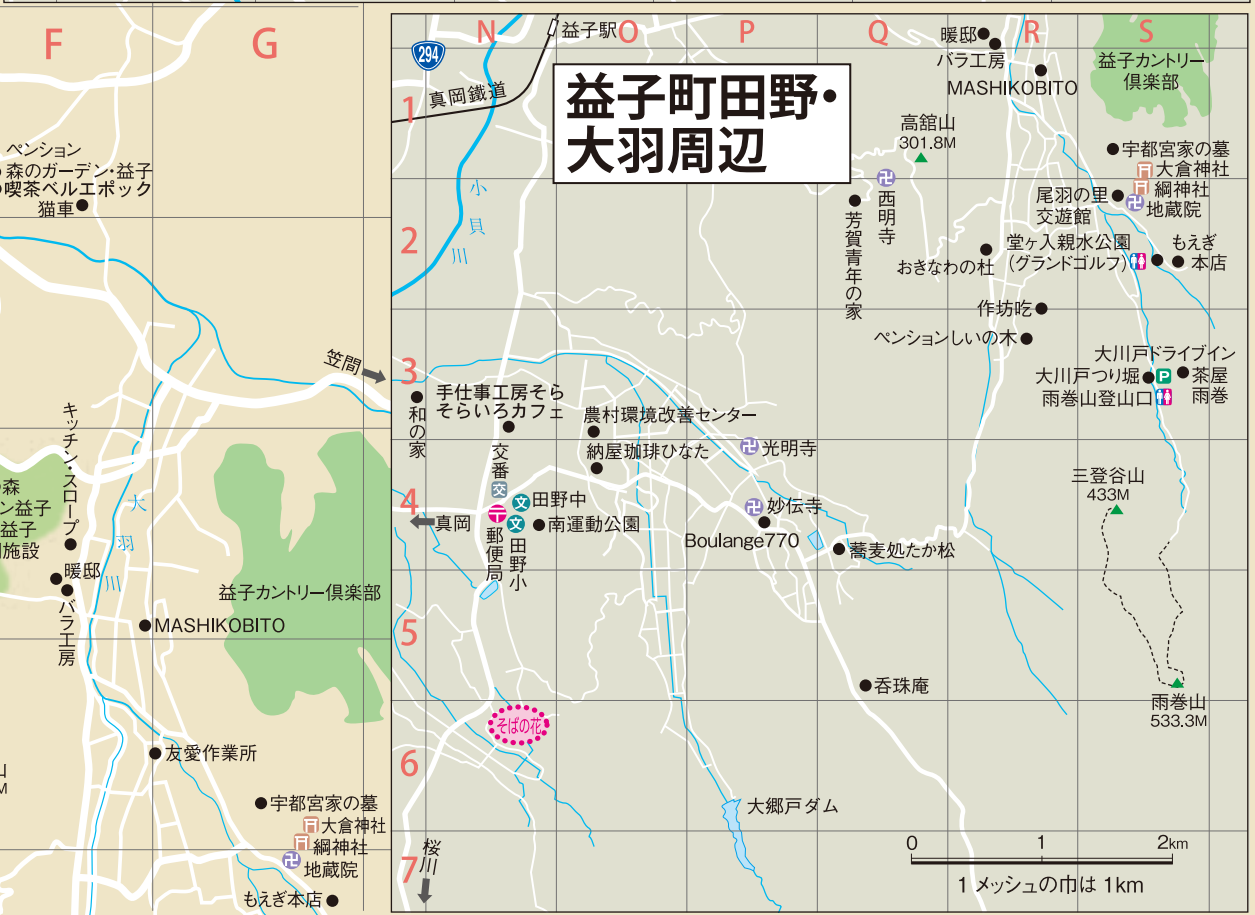 F
G
ペンション
森のガーデン・益子
喫茶ベルエポック
猫車
キッチン・スロープ
森
ン益子
益子
施設
大羽川
暖邸
バラ工房
益子カントリー倶楽部
MASHIKOBITO
友愛作業所
宇都宮家の墓
大倉神社
綱神社
地蔵院
もえぎ本店
笠間
N
O
P
Q
R
S
1
2
3
4
5
6
7
益子町田野・
大羽周辺
294
益子駅
真岡鐵道
小貝川
暖邸
バラ工房
MASHIKOBITO
益子カントリー
倶楽部
高舘山
301.8M
宇都宮家の墓
大倉神社
綱神社
地蔵院
尾羽の里
交遊館
西明寺
芳賀青年の家
おきなわの杜
堂ヶ入親水公園
(グランドゴルフ)
もえぎ
本店
作坊吃
ペンションしいの木
大川戸ドライブイン
大川戸つり堀
P
茶屋
雨巻
雨巻山登山口
和の家
手仕事工房そら
そらいろカフェ
農村環境改善センター
納屋珈琲ひなた
光明寺
交番
交
文
田野中
真岡
〒
郵便局
文
田野小
南運動公園
妙伝寺
Boulange770
蕎麦処たか松
三登谷山
433M
呑珠庵
雨巻山
533.3M
そばの花
大郷戸ダム
桜川
0
1
2km
1 メッシュの巾は 1km